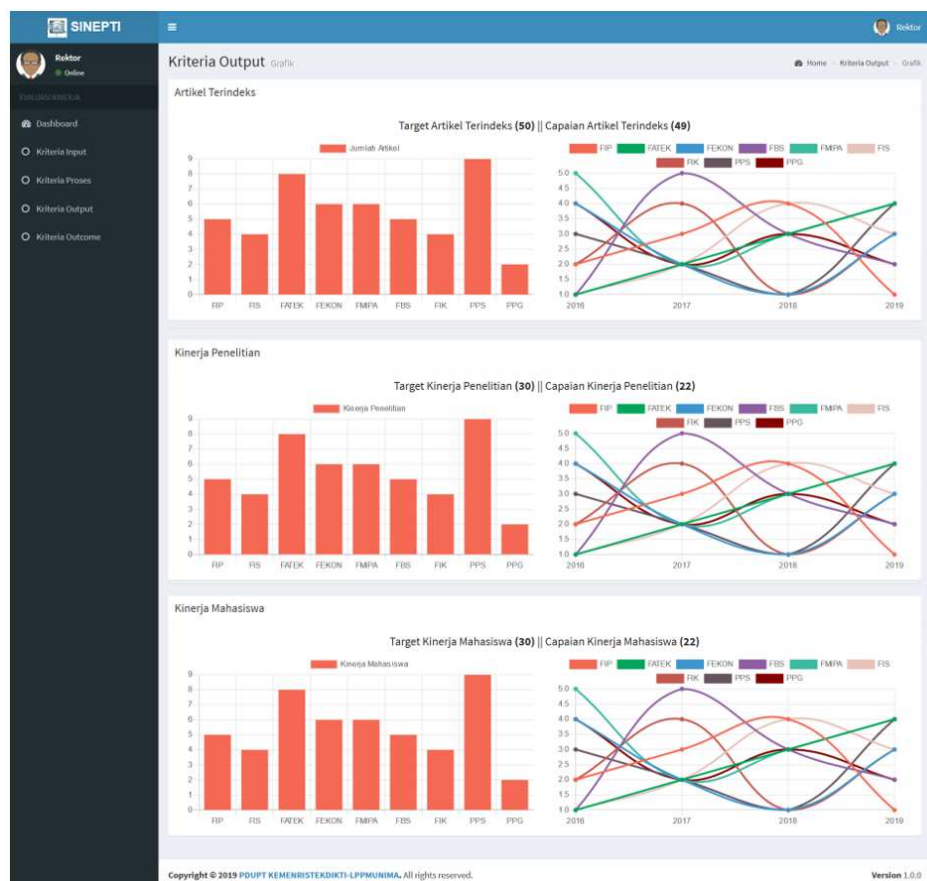 SINEPTI
Rektor
Rektor
Online
Kriteria Output Grafik
Home Kriteria Output Grafik
EVALUASI KINERJA
Dashboard
Kriteria Input
Kriteria Proses
Kriteria Output
Kriteria Outcome
Artikel Terindeks
Target Artikel Terindeks (50) || Capaian Artikel Terindeks (49)
Jumlah Artikel
9
8
7
6
5
4
3
2
1
0
FIP FIS FATEK FEKON FMIPA FBS FIK PPS PPG
FIP FATEK FEKON FBS FMIPA FIS
FIK PPS PPG
5.0
4.5
4.0
3.5
3.0
2.5
2.0
1.5
1.0
2016 2017 2018 2019
Kinerja Penelitian
Target Kinerja Penelitian (30) || Capaian Kinerja Penelitian (22)
Kinerja Penelitian
9
8
7
6
5
4
3
2
1
0
FIP FIS FATEK FEKON FMIPA FBS FIK PPS PPG
FIP FATEK FEKON FBS FMIPA FIS
FIK PPS PPG
5.0
4.5
4.0
3.5
3.0
2.5
2.0
1.5
1.0
2016 2017 2018 2019
Kinerja Mahasiswa
Target Kinerja Mahasiswa (30) || Capaian Kinerja Mahasiswa (22)
Kinerja Mahasiswa
9
8
7
6
5
4
3
2
1
0
FIP FIS FATEK FEKON FMIPA FBS FIK PPS PPG
FIP FATEK FEKON FBS FMIPA FIS
FIK PPS PPG
5.0
4.5
4.0
3.5
3.0
2.5
2.0
1.5
1.0
2016 2017 2018 2019
Copyright © 2019 PDUPT KEMENRISTEKDIKTI-LPPMUNIMA. All rights reserved.
Version 1.0.0